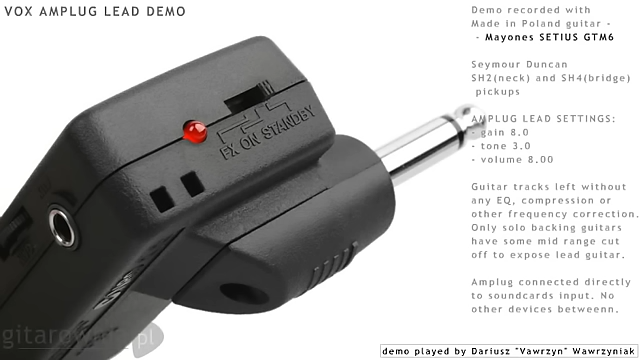 VOX AMPLUG LEAD DEMO
Demo recorded with
Made in Poland guitar -
- Mayones SETIUS GTM6
Seymour Duncan
SH2(neck) and SH4(bridge)
pickups
AMPLUG LEAD SETTINGS:
- gain 8.0
- tone 3.0
- volume 8.00
Guitar tracks left without
any EQ, compression or
other frequency correction.
Only solo backing guitars
have some mid range cut
off to expose lead guitar.
Amplug connected directly
to soundcards input. No
other devices betweenn.
FX ON STANDBY
demo played by Dariusz "Vawrzyn" Wawrzyniak